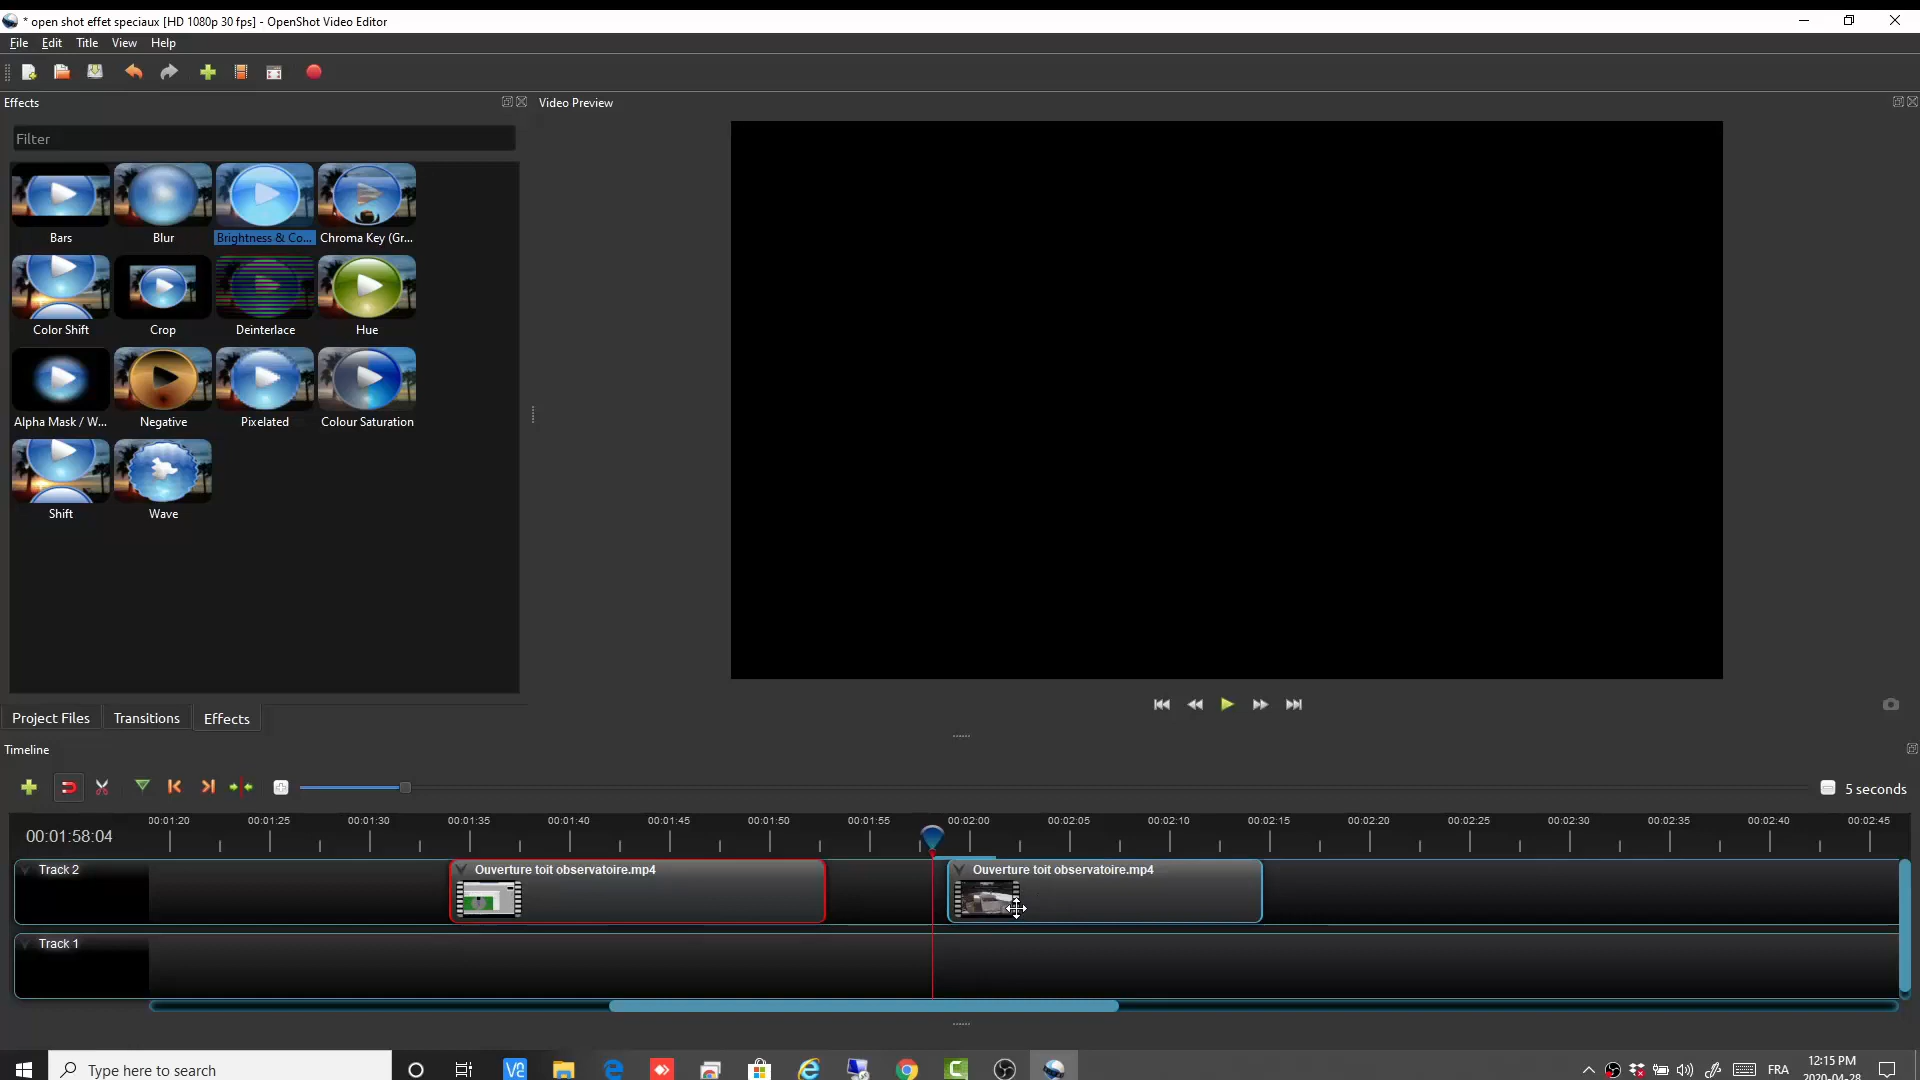 * open shot effet speciaux [HD 1080p 30 fps] - OpenShot Video Editor
File Edit Title View Help
Effects
Video Preview
Filter
Bars Blur Brightness & Co... Chroma Key (Gr...
Color Shift Crop Deinterlace Hue
Alpha Mask / W... Negative Pixelated Colour Saturation
Shift Wave
Project Files Transitions Effects
Timeline
5 seconds
00:01:58:04
00:01:20 00:01:25 00:01:30 00:01:35 00:01:40 00:01:45 00:01:50 00:01:55 00:02:00 00:02:05 00:02:10 00:02:15 00:02:20 00:02:25 00:02:30 00:02:35 00:02:40 00:02:45
Track 2
Ouverture toit observatoire.mp4
Ouverture toit observatoire.mp4
Track 1
Type here to search
FRA
12:15 PM
2020-04-28